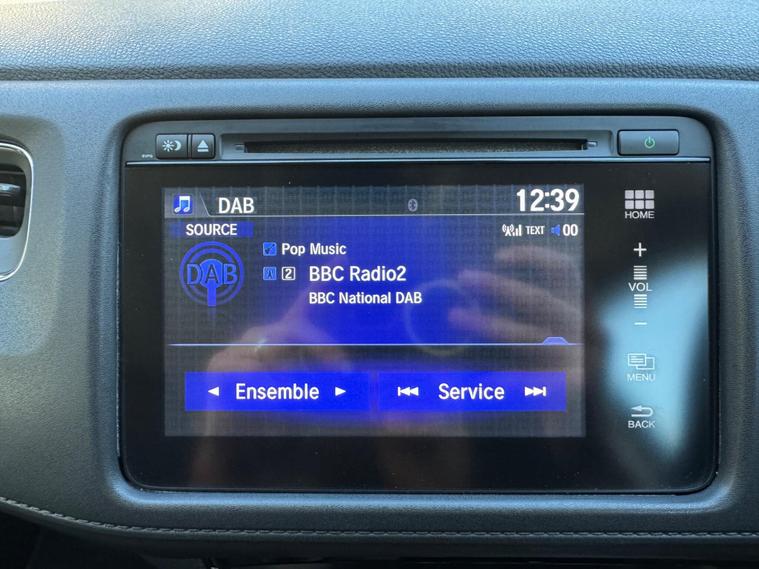 DAB
12:39
HOME
SOURCE
TEXT 00
Pop Music
DAB
2 BBC Radio2
BBC National DAB
VOL
Ensemble
Service
MENU
BACK